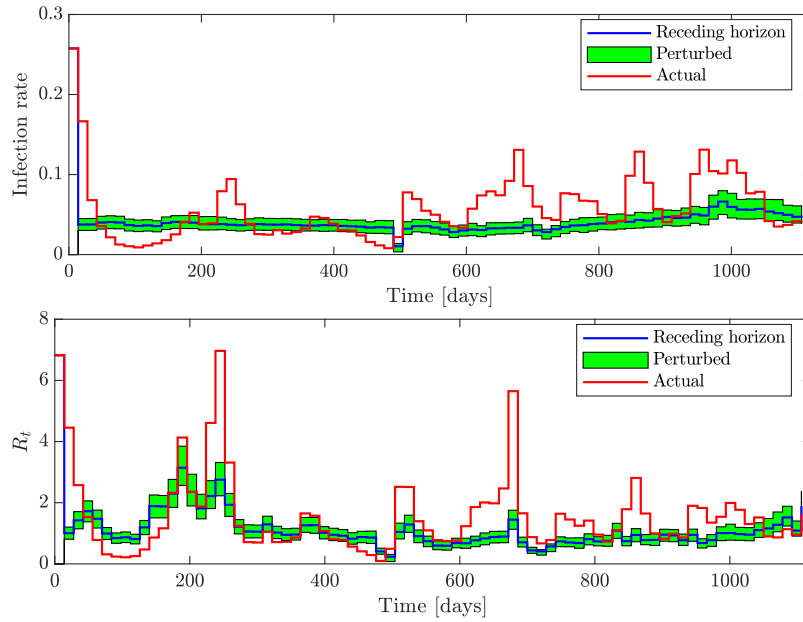 0.3
0.2
0.1
0
Infection rate
Receding horizon
Perturbed
Actual
0 200 400 600 800 1000
Time [days]
8
6
4
2
0
R_t
Receding horizon
Perturbed
Actual
0 200 400 600 800 1000
Time [days]